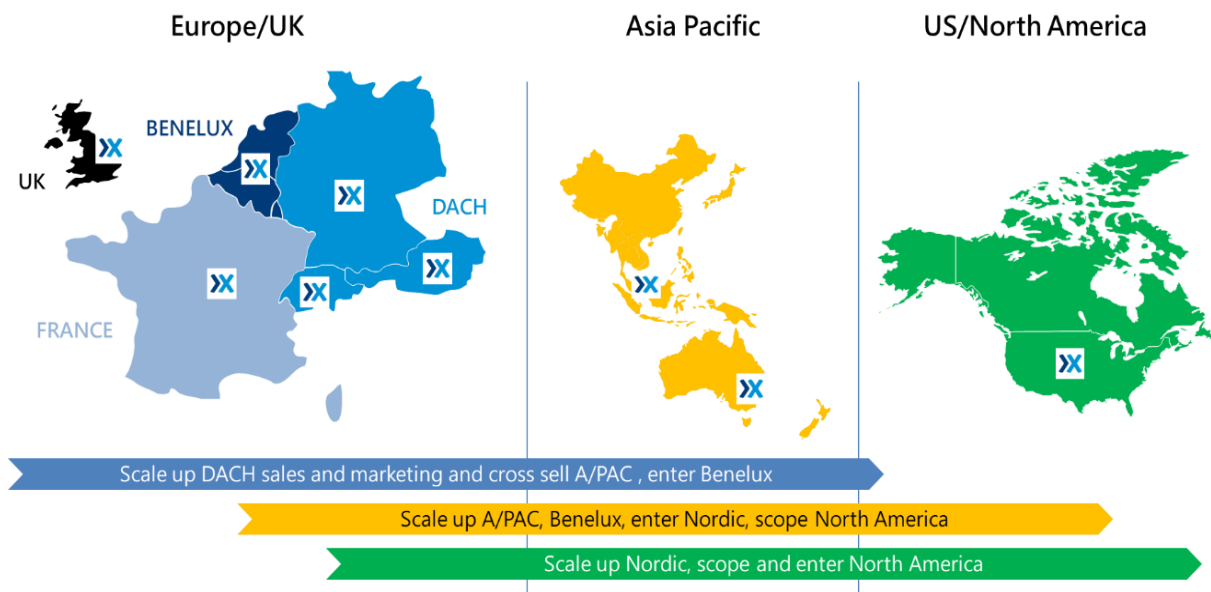 Europe/UK
Asia Pacific
US/North America
BENELUX
UK
DACH
FRANCE
Scale up DACH sales and marketing and cross sell A/PAC , enter Benelux
Scale up A/PAC, Benelux, enter Nordic, scope North America
Scale up Nordic, scope and enter North America